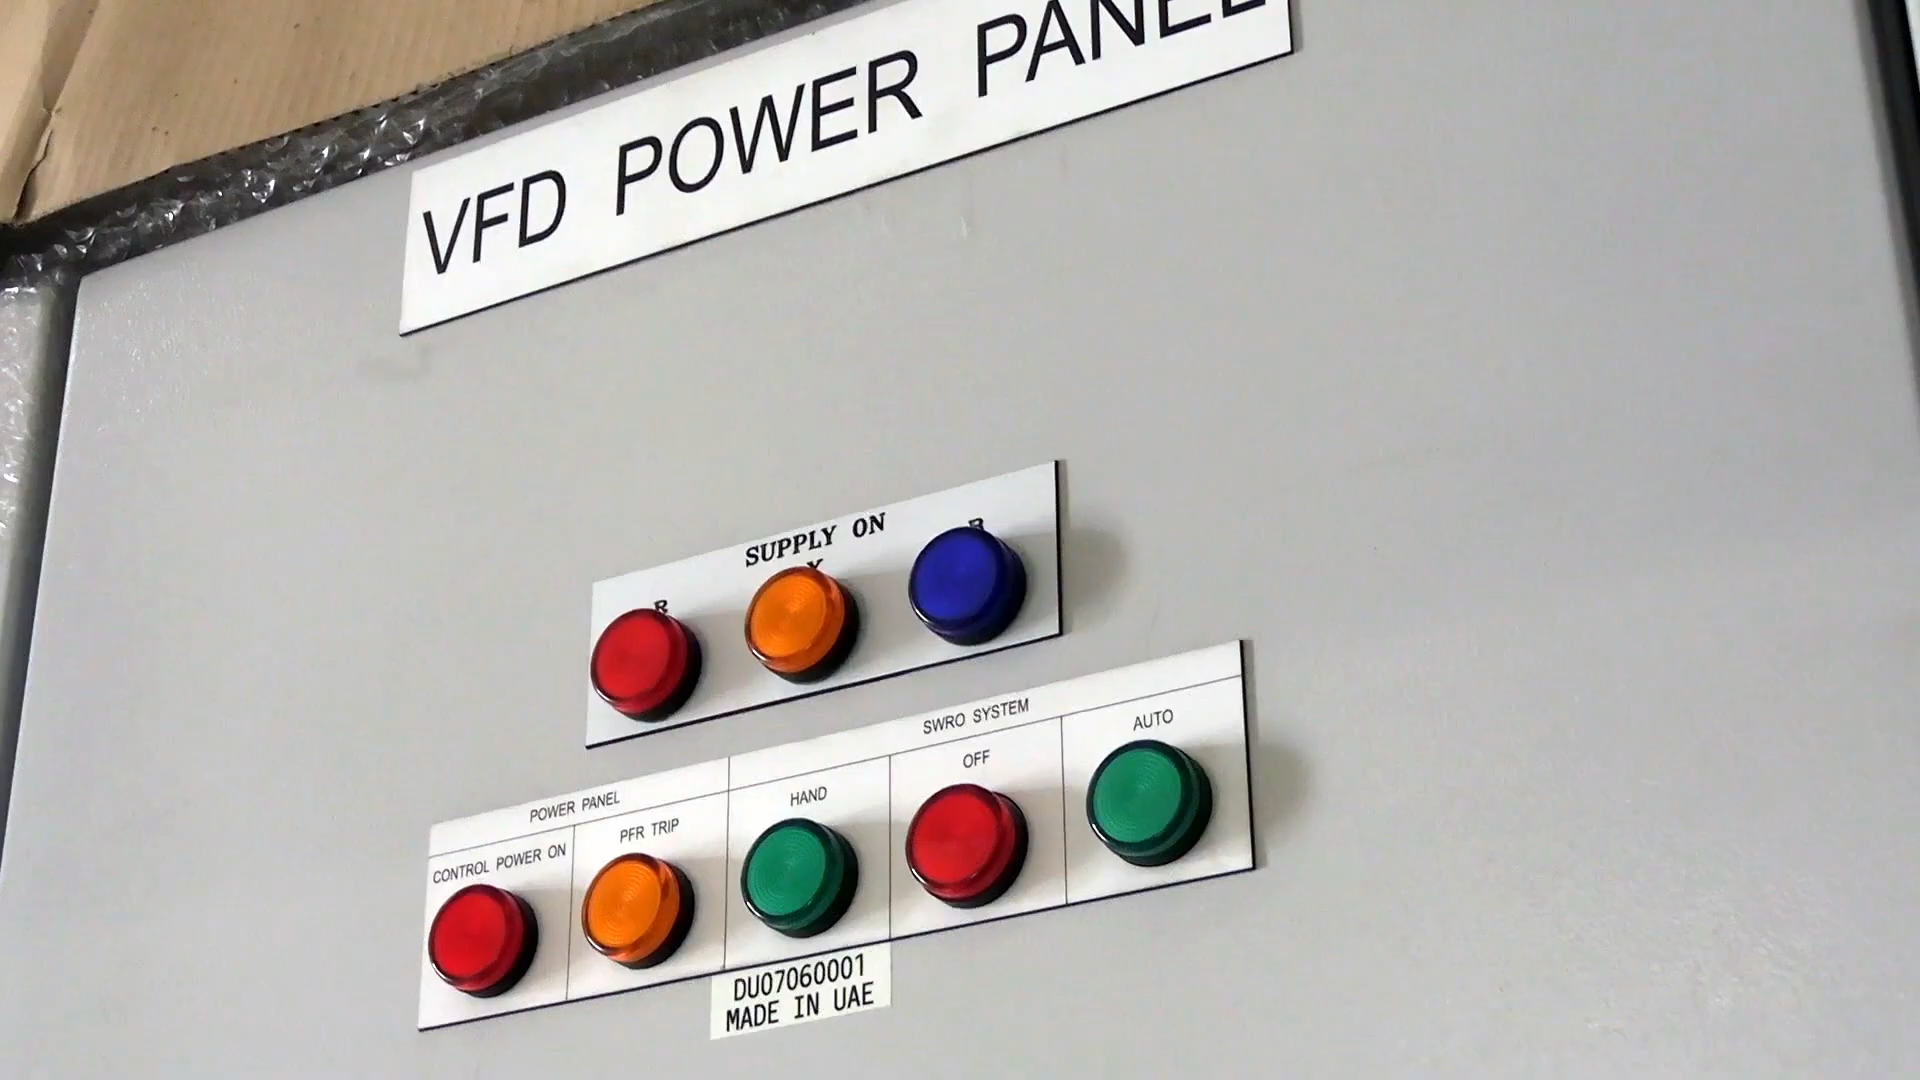 VFD POWER PANEL
SUPPLY ON
R Y B
POWER PANEL
SWRO SYSTEM
CONTROL POWER ON
PFR TRIP
HAND
OFF
AUTO
DU07060001
MADE IN UAE